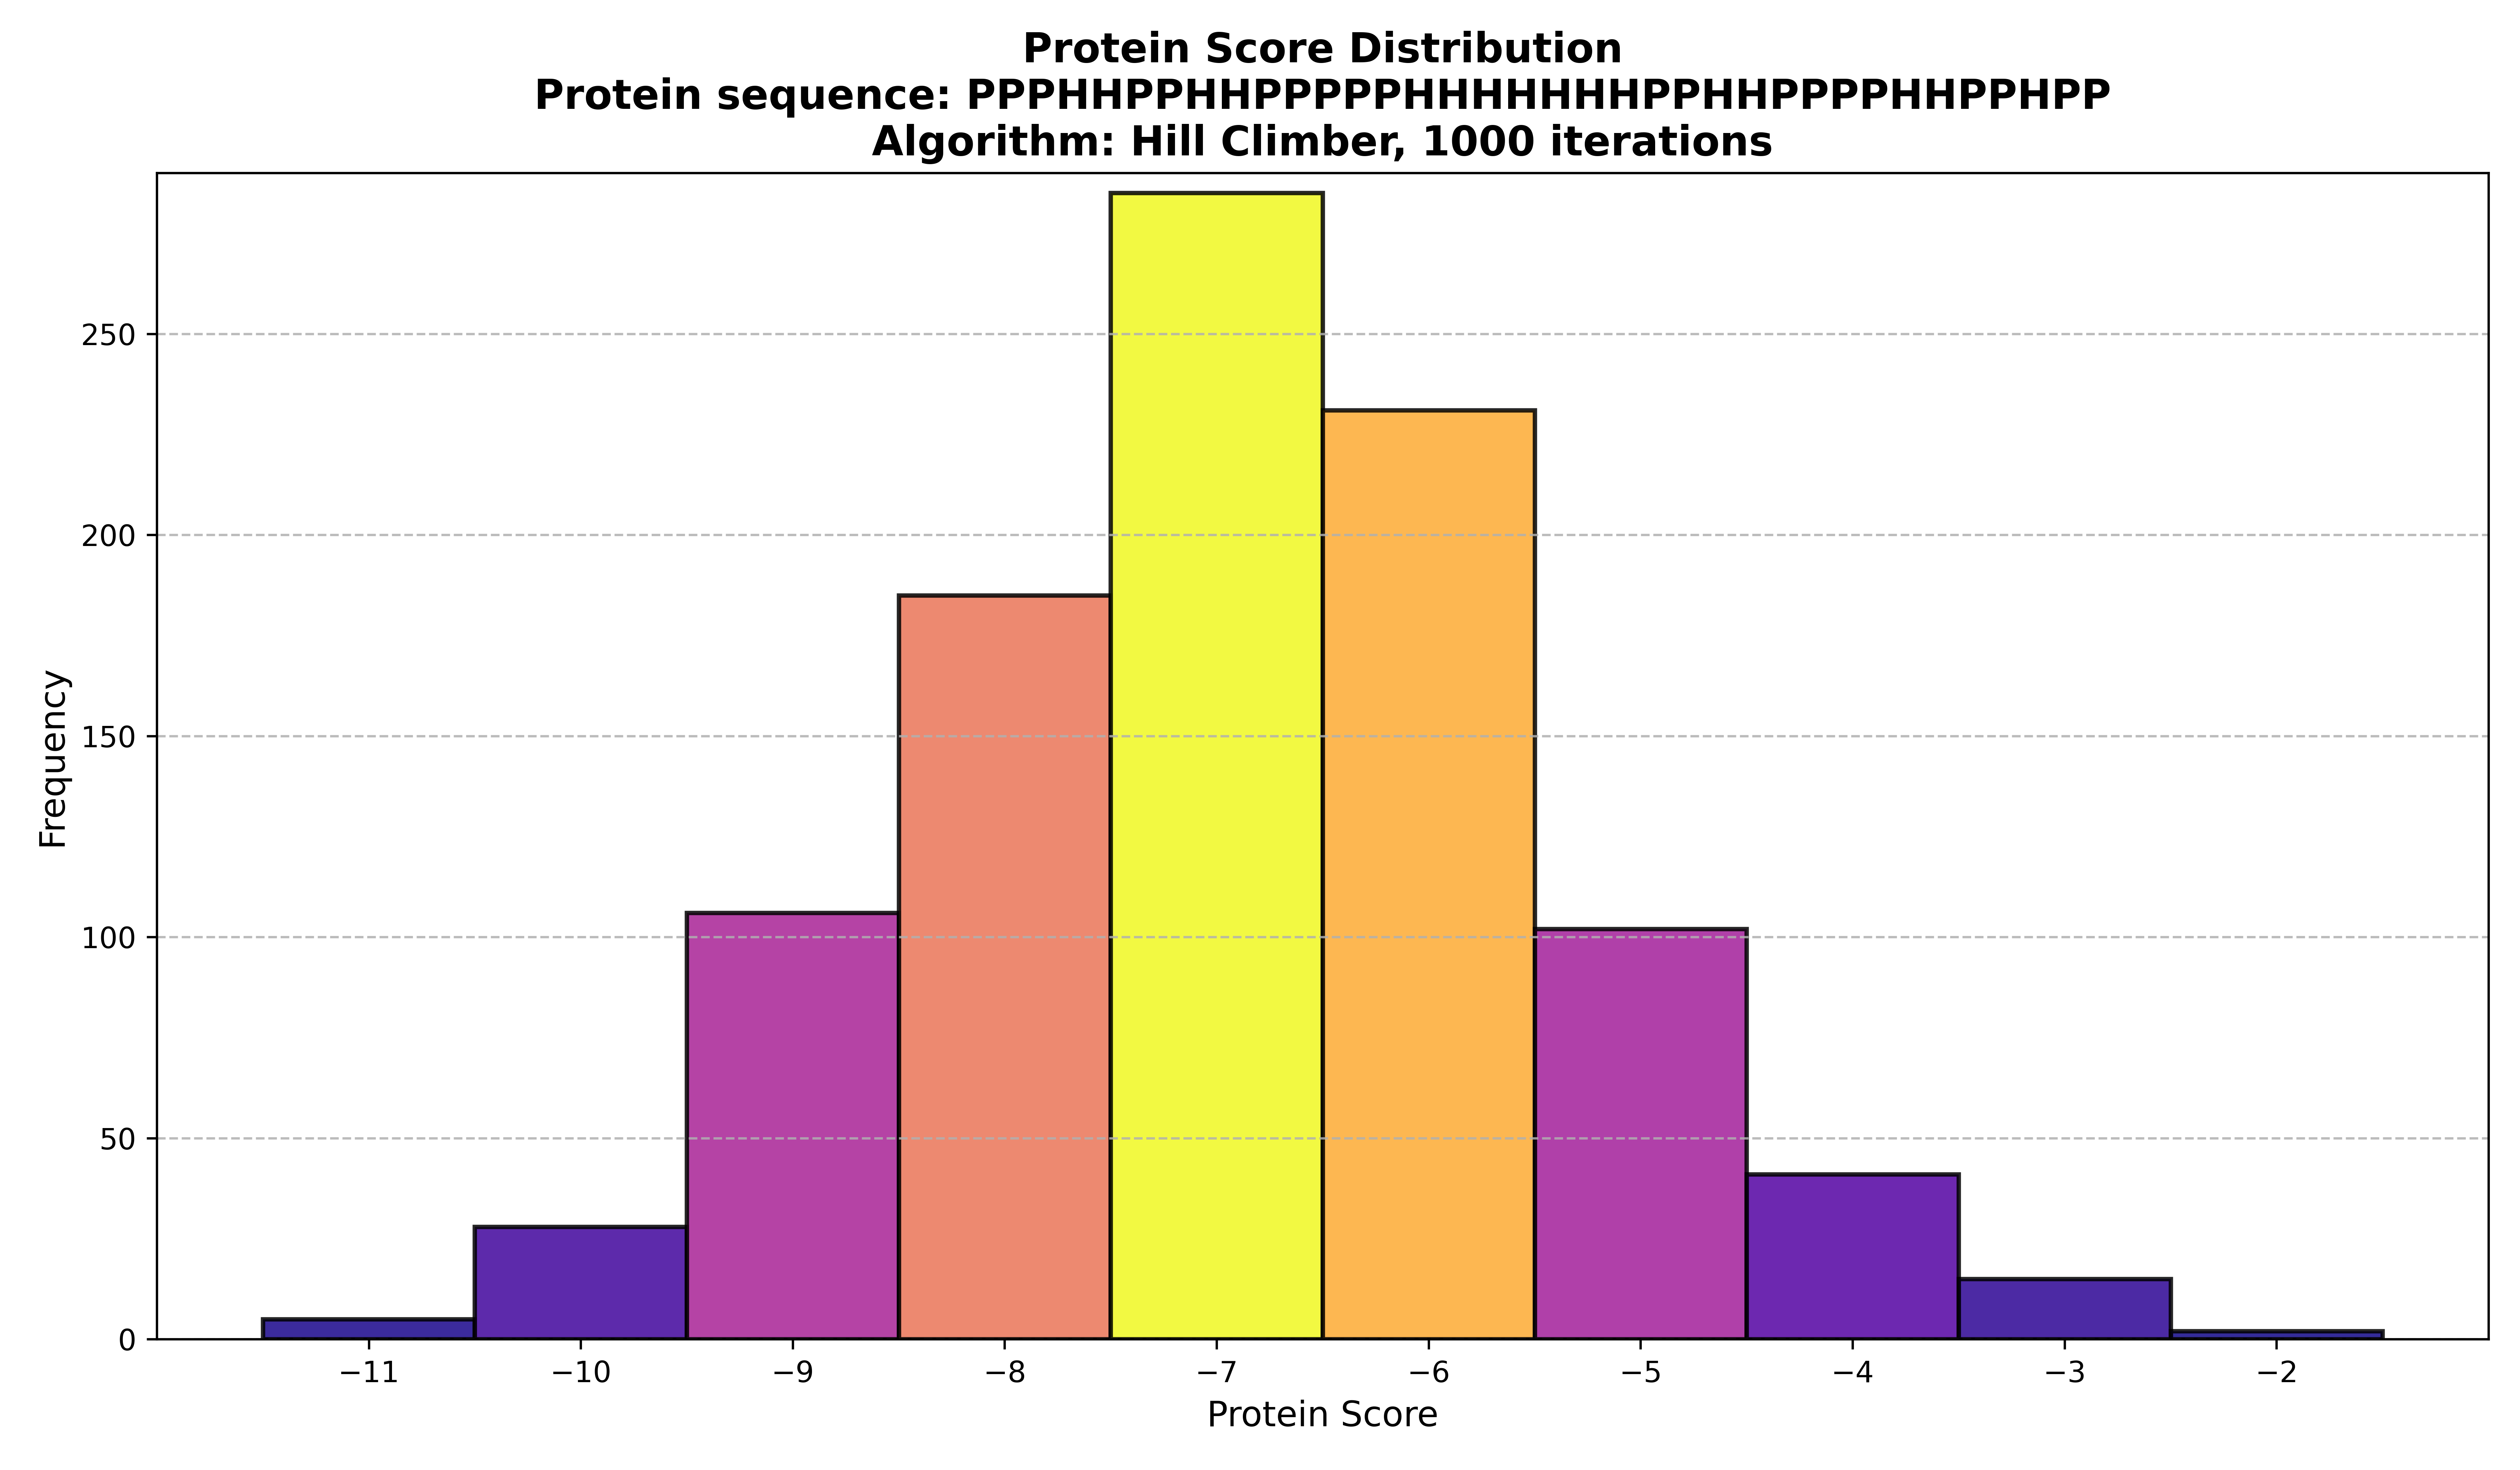 Protein Score Distribution
Protein sequence: PPPHHPPHHPPPPPHHHHHHHPPHHPPPPHHPPHPP
Algorithm: Hill Climber, 1000 iterations
250
200
150
100
50
0
Frequency
−11 −10 −9 −8 −7 −6 −5 −4 −3 −2
Protein Score